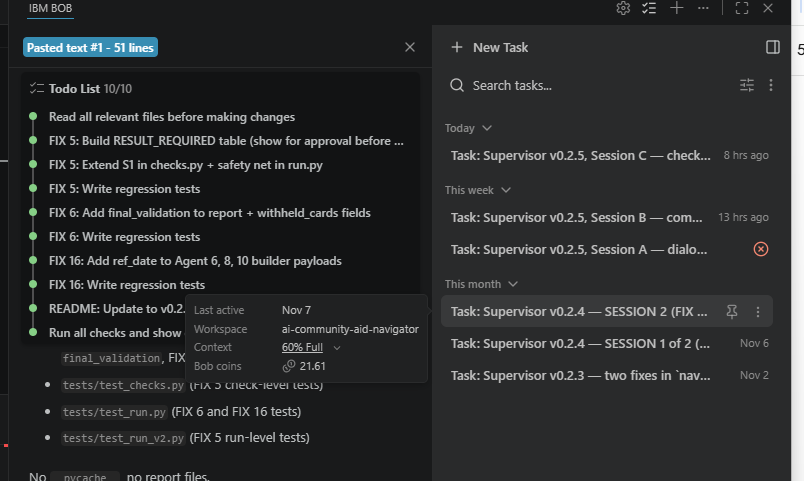 IBM BOB
Pasted text #1 - 51 lines
Todo List 10/10
Read all relevant files before making changes
FIX 5: Build RESULT_REQUIRED table (show for approval before ...
FIX 5: Extend S1 in checks.py + safety net in run.py
FIX 5: Write regression tests
FIX 6: Add final_validation to report + withheld_cards fields
FIX 6: Write regression tests
FIX 16: Add ref_date to Agent 6, 8, 10 builder payloads
FIX 16: Write regression tests
README: Update to v0.2.
Run all checks and show
final_validation, FIX
tests/test_checks.py (FIX 5 check-level tests)
tests/test_run.py (FIX 6 and FIX 16 tests)
tests/test_run_v2.py (FIX 5 run-level tests)
No pycache no report files.
Last active Nov 7
Workspace ai-community-aid-navigator
Context 60% Full
Bob coins 21.61
New Task
Search tasks...
Today
Task: Supervisor v0.2.5, Session C — check... 8 hrs ago
This week
Task: Supervisor v0.2.5, Session B — com... 13 hrs ago
Task: Supervisor v0.2.5, Session A — dialo...
This month
Task: Supervisor v0.2.4 — SESSION 2 (FIX ...
Task: Supervisor v0.2.4 — SESSION 1 of 2 (... Nov 6
Task: Supervisor v0.2.3 — two fixes in `nav... Nov 2
5